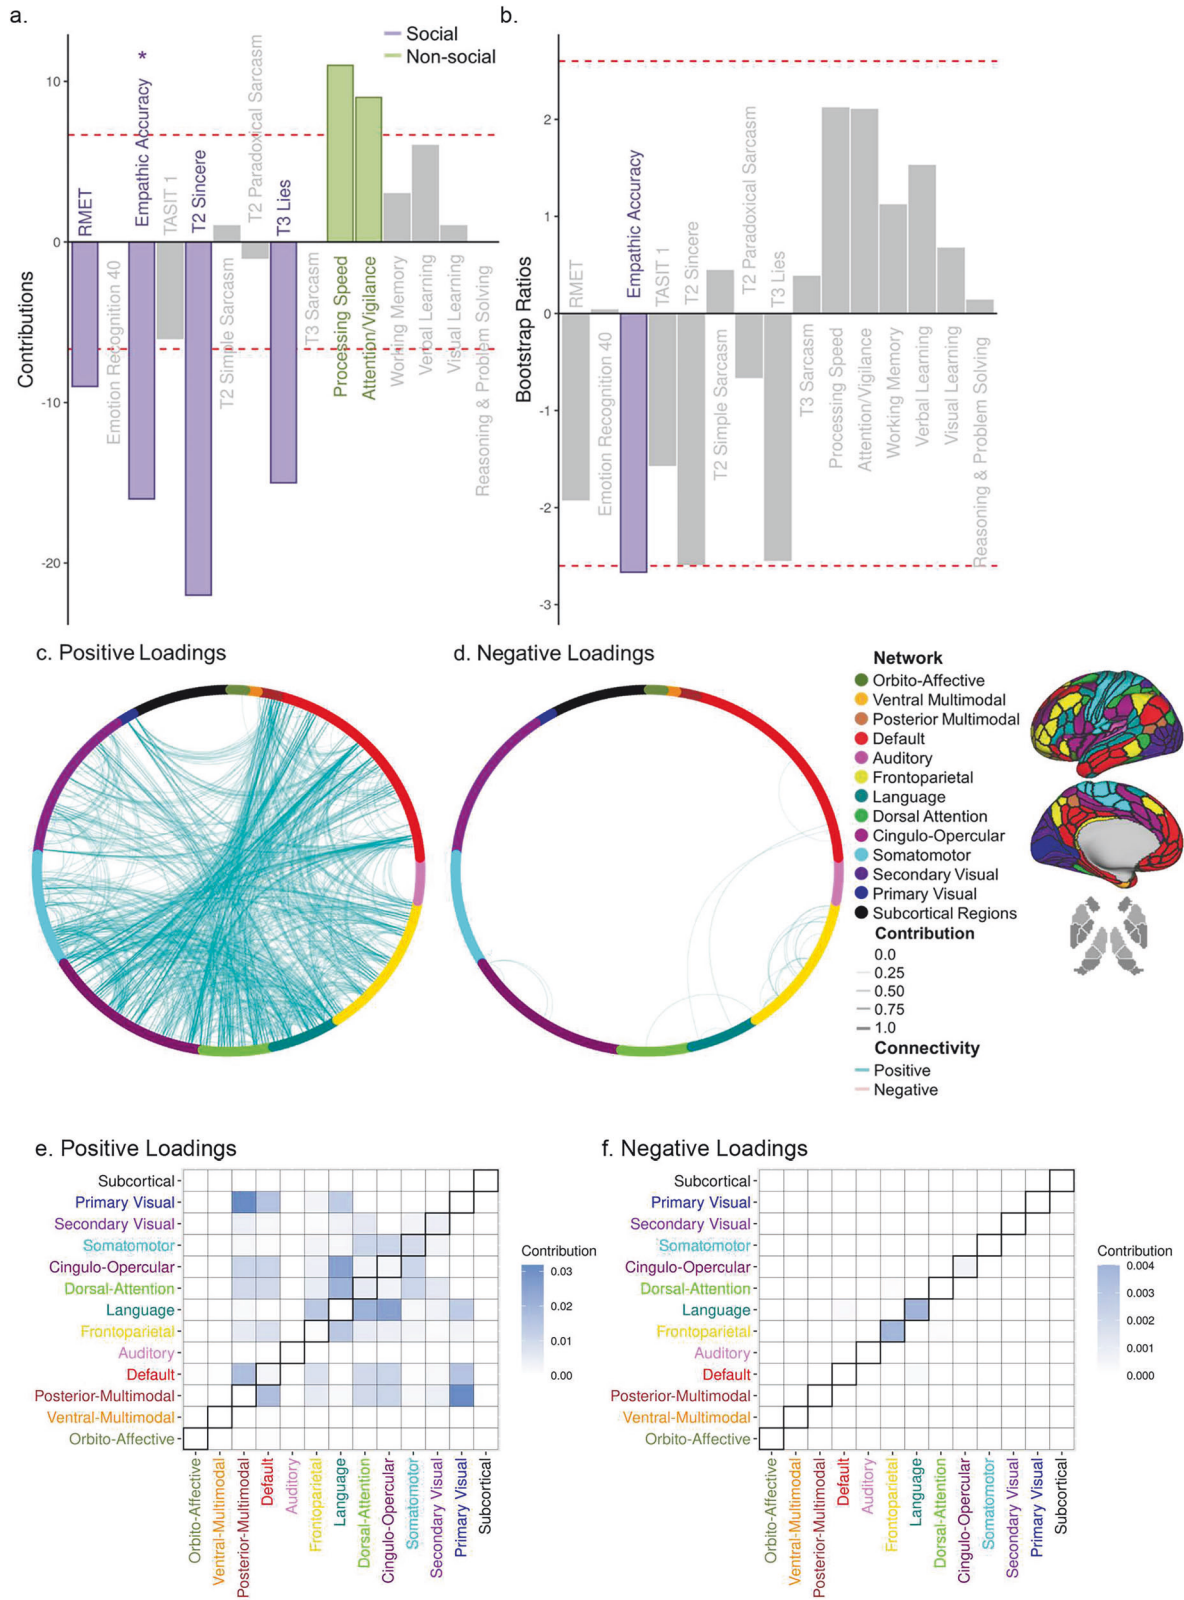 a.
Social
Non-social
Contributions
10
0
-10
-20
RMET
Emotion Recognition 40
Empathic Accuracy *
TASIT 1
T2 Sincere
T2 Simple Sarcasm
T2 Paradoxical Sarcasm
T3 Lies
T3 Sarcasm
Processing Speed
Attention/Vigilance
Working Memory
Verbal Learning
Visual Learning
Reasoning & Problem Solving
b.
Bootstrap Ratios
2
1
0
-1
-2
-3
RMET
Emotion Recognition 40
Empathic Accuracy
TASIT 1
T2 Sincere
T2 Simple Sarcasm
T2 Paradoxical Sarcasm
T3 Lies
T3 Sarcasm
Processing Speed
Attention/Vigilance
Working Memory
Verbal Learning
Visual Learning
Reasoning & Problem Solving
c. Positive Loadings
d. Negative Loadings
Network
Orbito-Affective
Ventral Multimodal
Posterior Multimodal
Default
Auditory
Frontoparietal
Language
Dorsal Attention
Cingulo-Opercular
Somatomotor
Secondary Visual
Primary Visual
Subcortical Regions
Contribution
0.0
0.25
0.50
0.75
1.0
Connectivity
Positive
Negative
e. Positive Loadings
Subcortical
Primary Visual
Secondary Visual
Somatomotor
Cingulo-Opercular
Dorsal-Attention
Language
Frontoparietal
Auditory
Default
Posterior-Multimodal
Ventral-Multimodal
Orbito-Affective
Orbito-Affective
Ventral-Multimodal
Posterior-Multimodal
Default
Auditory
Frontoparietal
Language
Dorsal-Attention
Cingulo-Opercular
Somatomotor
Secondary Visual
Primary Visual
Subcortical
Contribution
0.03
0.02
0.01
0.00
f. Negative Loadings
Subcortical
Primary Visual
Secondary Visual
Somatomotor
Cingulo-Opercular
Dorsal-Attention
Language
Frontoparietal
Auditory
Default
Posterior-Multimodal
Ventral-Multimodal
Orbito-Affective
Orbito-Affective
Ventral-Multimodal
Posterior-Multimodal
Default
Auditory
Frontoparietal
Language
Dorsal-Attention
Cingulo-Opercular
Somatomotor
Secondary Visual
Primary Visual
Subcortical
Contribution
0.004
0.003
0.002
0.001
0.000